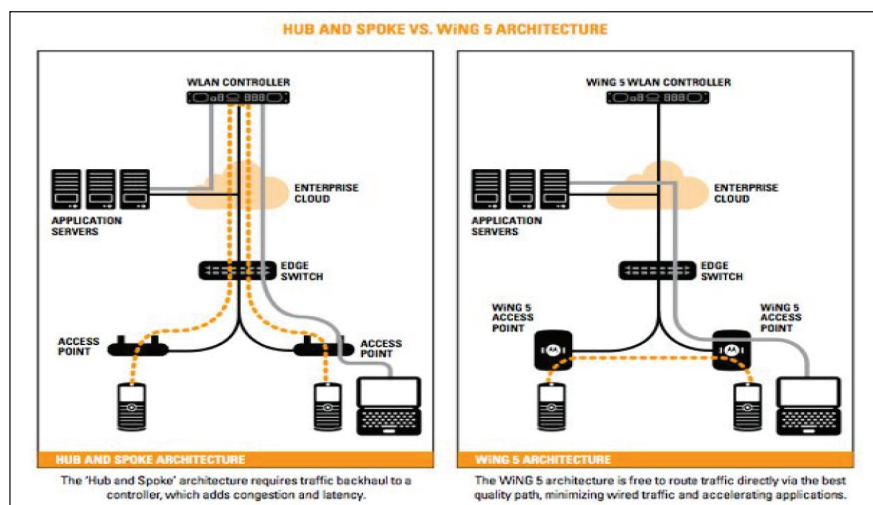 HUB AND SPOKE VS. WiNG 5 ARCHITECTURE
WLAN CONTROLLER
APPLICATION
SERVERS
ENTERPRISE
CLOUD
EDGE
SWITCH
ACCESS
POINT
ACCESS
POINT
HUB AND SPOKE ARCHITECTURE
The 'Hub and Spoke' architecture requires traffic backhaul to a
controller, which adds congestion and latency.
WiNG 5 WLAN CONTROLLER
APPLICATION
SERVERS
ENTERPRISE
CLOUD
EDGE
SWITCH
WiNG 5
ACCESS
POINT
WiNG 5
ACCESS
POINT
WiNG 5 ARCHITECTURE
The WiNG 5 architecture is free to route traffic directly via the best
quality path, minimizing wired traffic and accelerating applications.